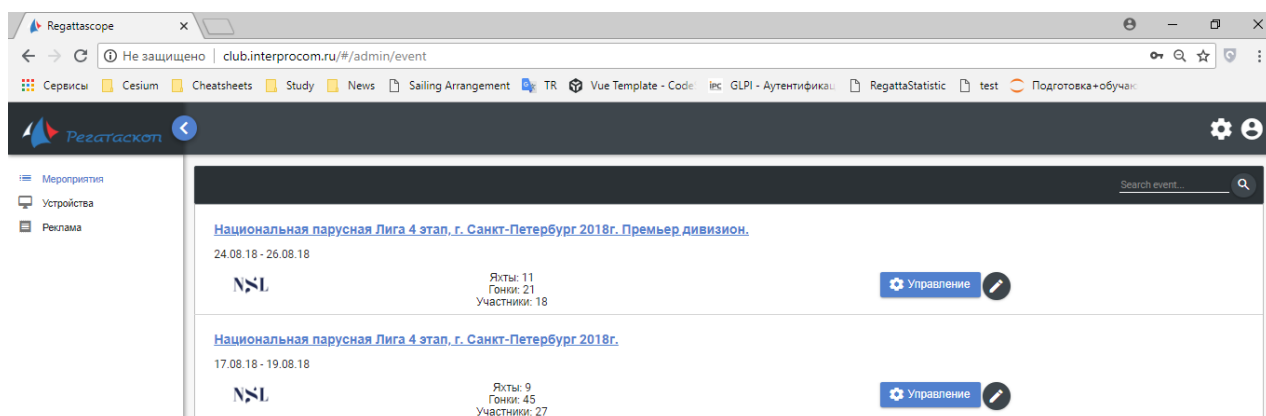 Regattascope
Не защищено | club.interprocom.ru/#/admin/event
Сервисы Cesium Cheatsheets Study News Sailing Arrangement TR Vue Template - Code GLPI - Аутентификац RegattaStatistic test Подготовка+обучаю
Регатаскоп
Мероприятия
Search event...
Устройства
Реклама
Национальная парусная Лига 4 этап, г. Санкт-Петербург 2018г. Премьер дивизион.
24.08.18 - 26.08.18
NSL
Яхты: 11
Гонки: 21
Участники: 18
Управление
Национальная парусная Лига 4 этап, г. Санкт-Петербург 2018г.
17.08.18 - 19.08.18
NSL
Яхты: 9
Гонки: 45
Участники: 27
Управление